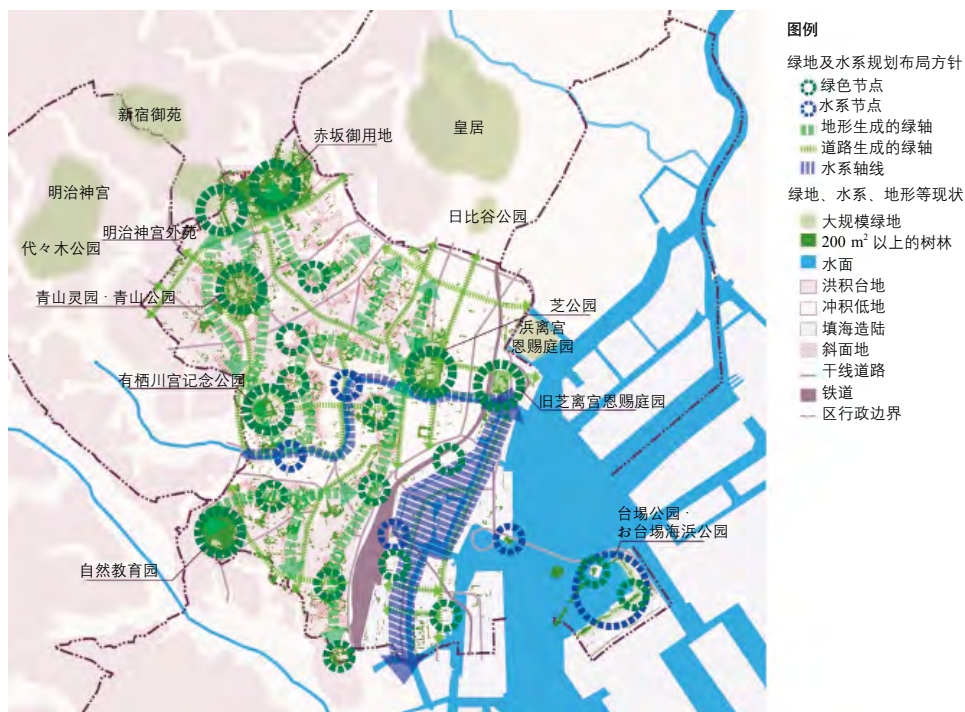 新宿御苑
赤坂御用地
皇居
明治神宫
日比谷公园
明治神宫外苑
代々木公园
青山灵园·青山公园
芝公园
浜离宫
恩赐庭园
有栖川宫记念公园
旧芝离宫恩赐庭园
台场公园·
お台场海浜公园
自然教育园
图例
绿地及水系规划布局方针
绿色节点
水系节点
地形生成的绿轴
道路生成的绿轴
水系轴线
绿地、水系、地形等现状
大规模绿地
200 m² 以上的树林
水面
洪积台地
冲积低地
填海造陆
斜面地
干线道路
铁道
区行政边界